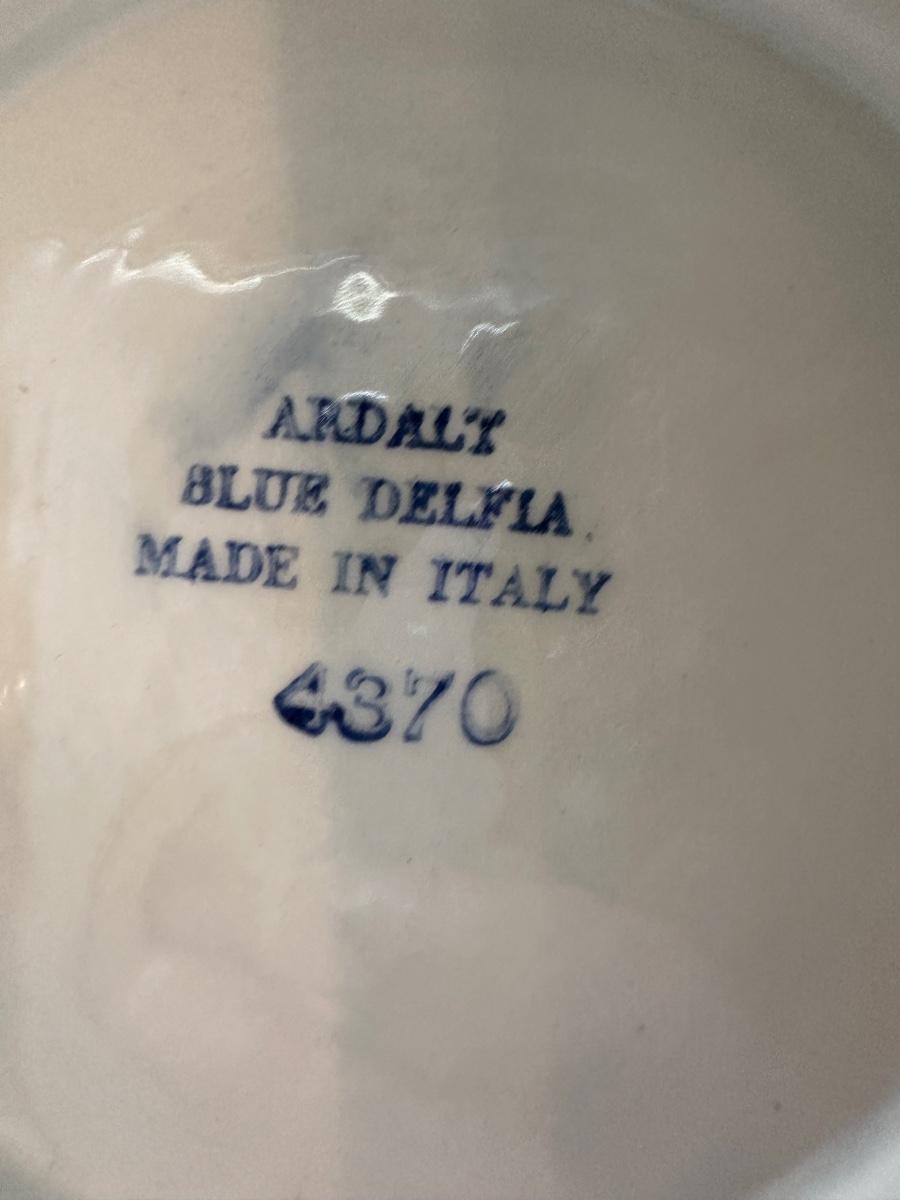 ARDALT
BLUE DELFIA
MADE IN ITALY
4370